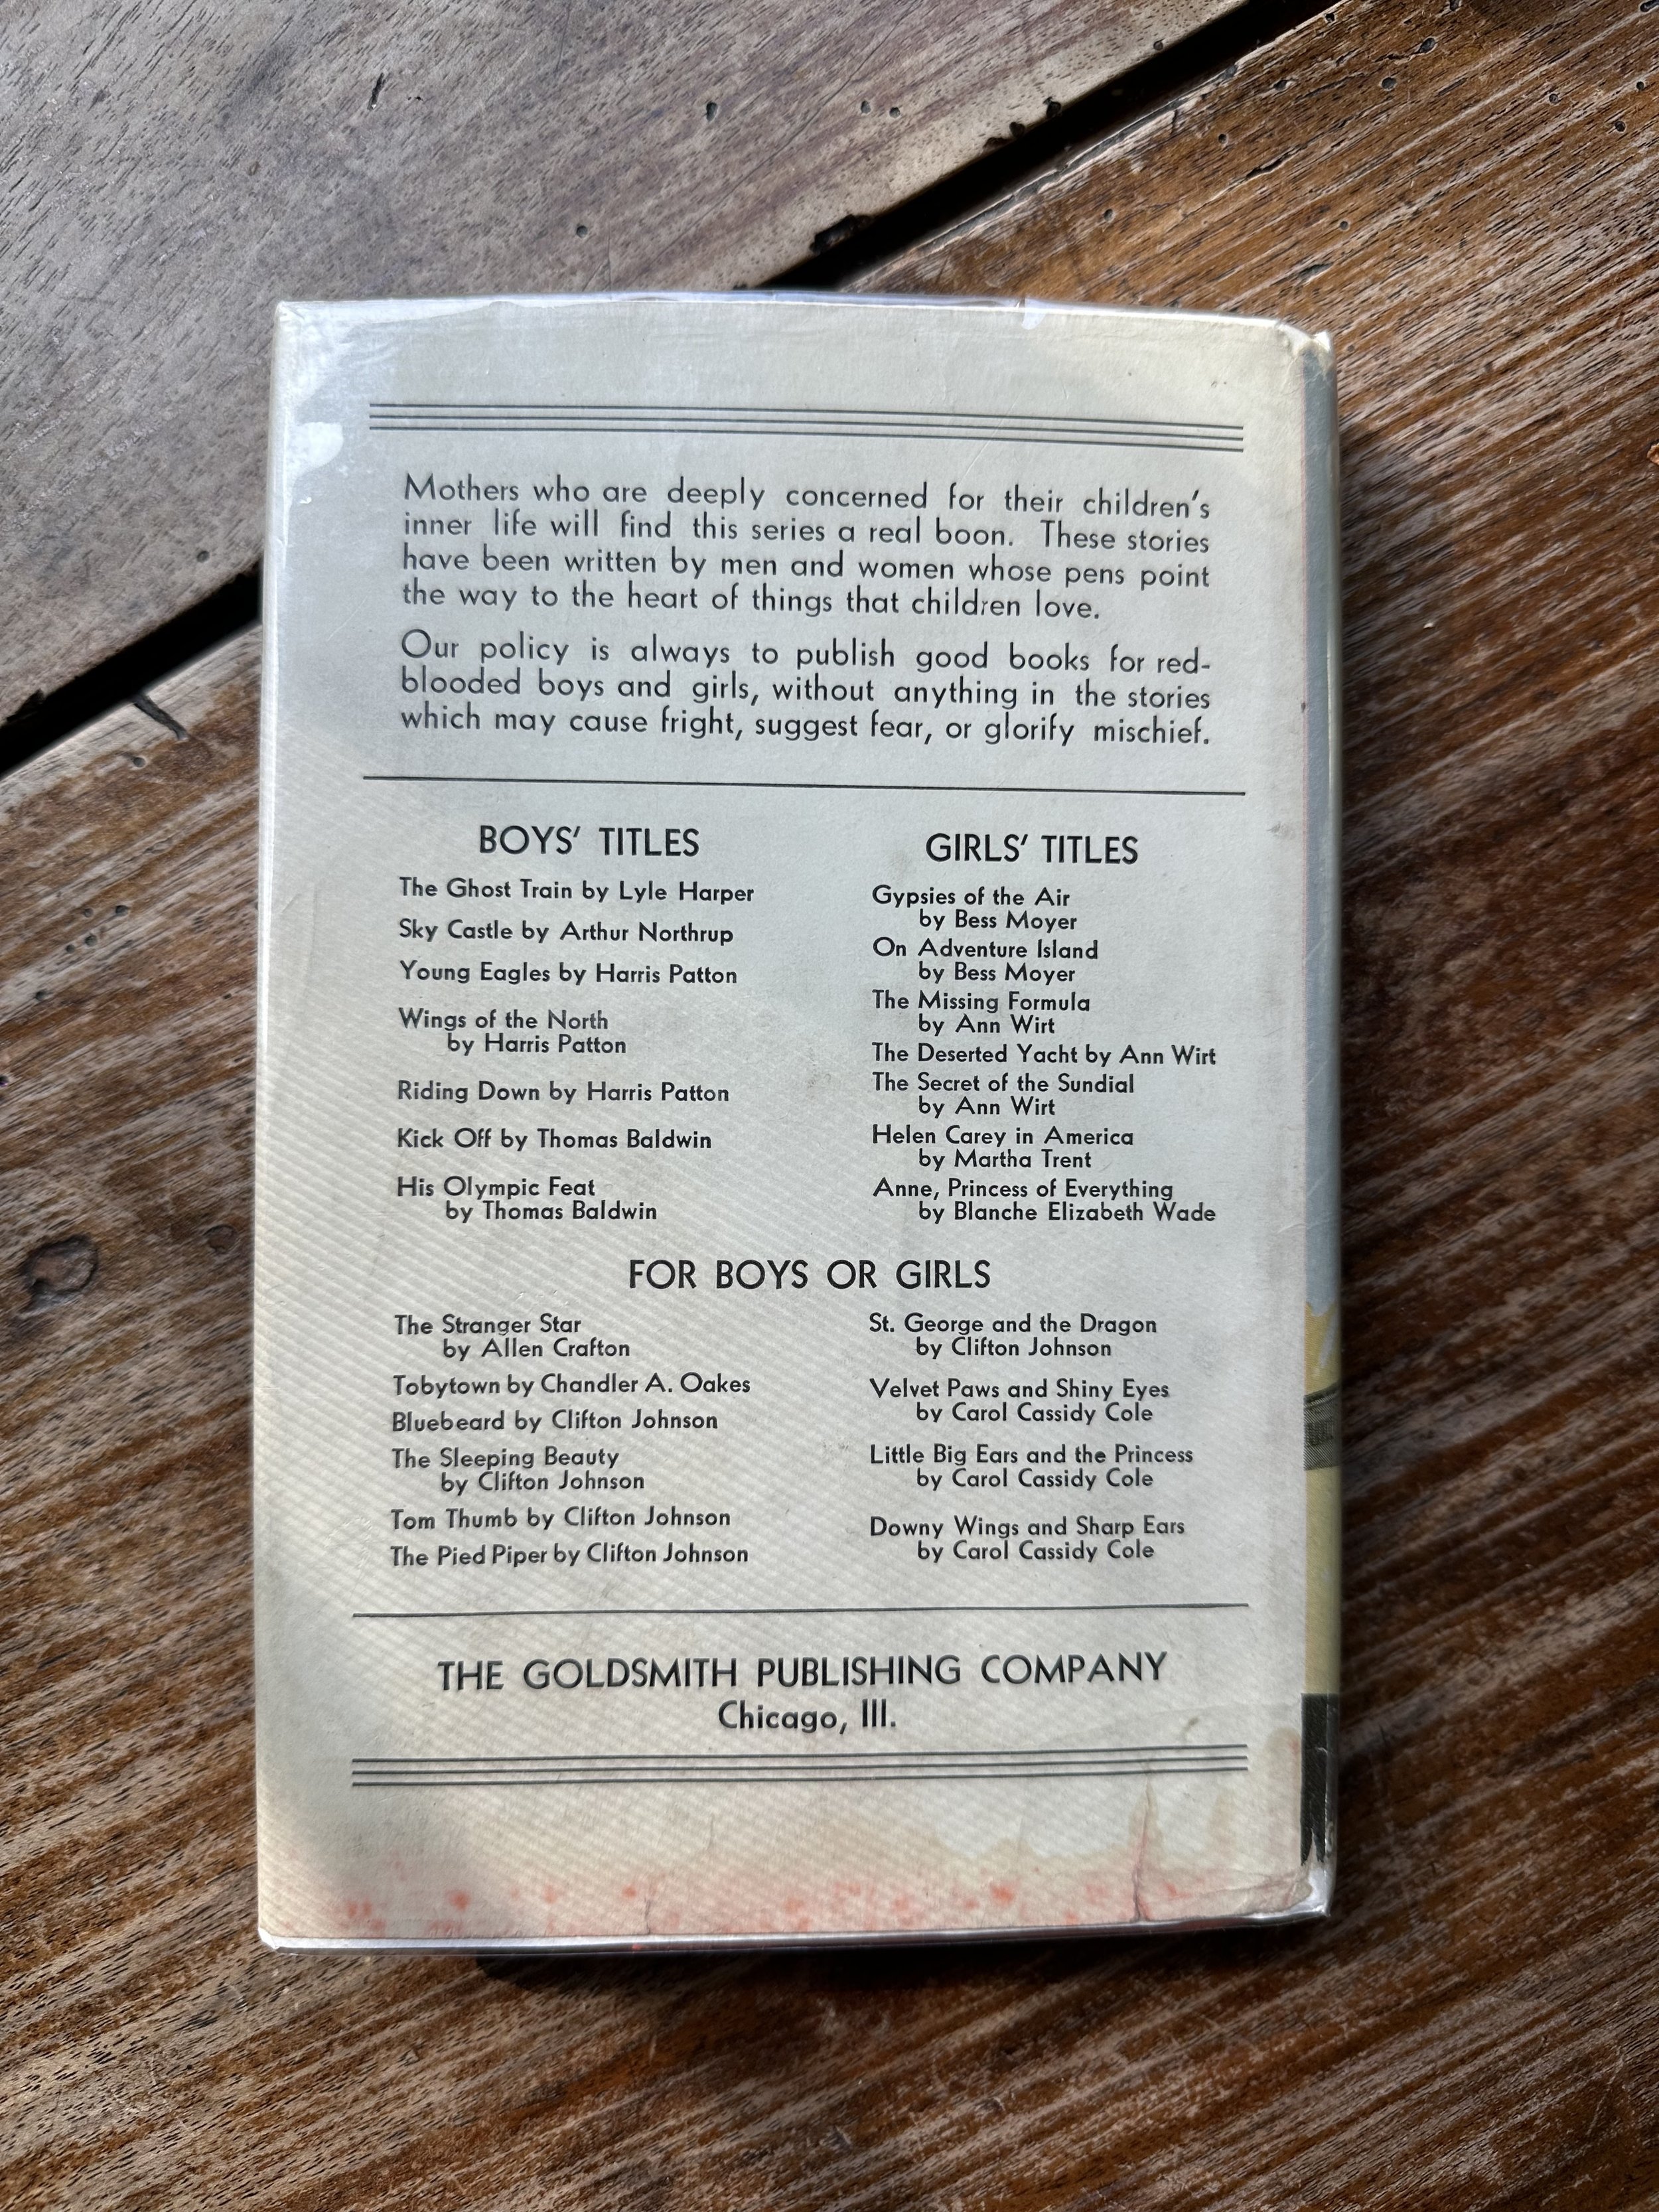 Mothers who are deeply concerned for their children's
inner life will find this series a real boon. These stories
have been written by men and women whose pens point
the way to the heart of things that children love.
Our policy is always to publish good books for red-
blooded boys and girls, without anything in the stories
which may cause fright, suggest fear, or glorify mischief.
BOYS' TITLES
The Ghost Train by Lyle Harper
Sky Castle by Arthur Northrup
Young Eagles by Harris Patton
Wings of the North
by Harris Patton
Riding Down by Harris Patton
Kick Off by Thomas Baldwin
His Olympic Feat
by Thomas Baldwin
GIRLS' TITLES
Gypsies of the Air
by Bess Moyer
On Adventure Island
by Bess Moyer
The Missing Formula
by Ann Wirt
The Deserted Yacht by Ann Wirt
The Secret of the Sundial
by Ann Wirt
Helen Carey in America
by Martha Trent
Anne, Princess of Everything
by Blanche Elizabeth Wade
FOR BOYS OR GIRLS
The Stranger Star
by Allen Crafton
Tobytown by Chandler A. Oakes
Bluebeard by Clifton Johnson
The Sleeping Beauty
by Clifton Johnson
Tom Thumb by Clifton Johnson
The Pied Piper by Clifton Johnson
St. George and the Dragon
by Clifton Johnson
Velvet Paws and Shiny Eyes
by Carol Cassidy Cole
Little Big Ears and the Princess
by Carol Cassidy Cole
Downy Wings and Sharp Ears
by Carol Cassidy Cole
THE GOLDSMITH PUBLISHING COMPANY
Chicago, Ill.